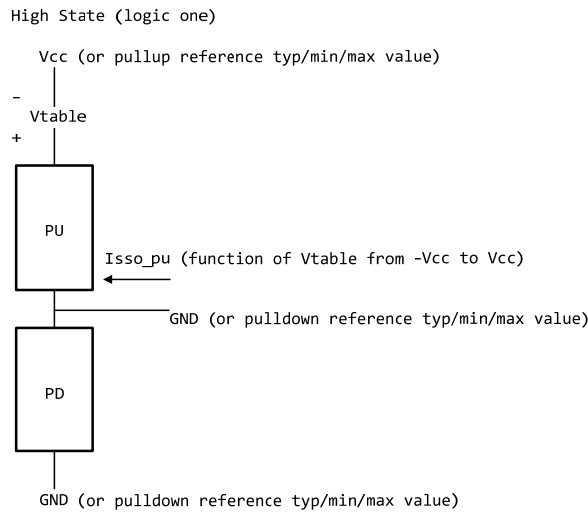 High State (logic one)
Vcc (or pullup reference typ/min/max value)
–
Vtable
+
PU
Isso_pu (function of Vtable from -Vcc to Vcc)
GND (or pulldown reference typ/min/max value)
PD
GND (or pulldown reference typ/min/max value)